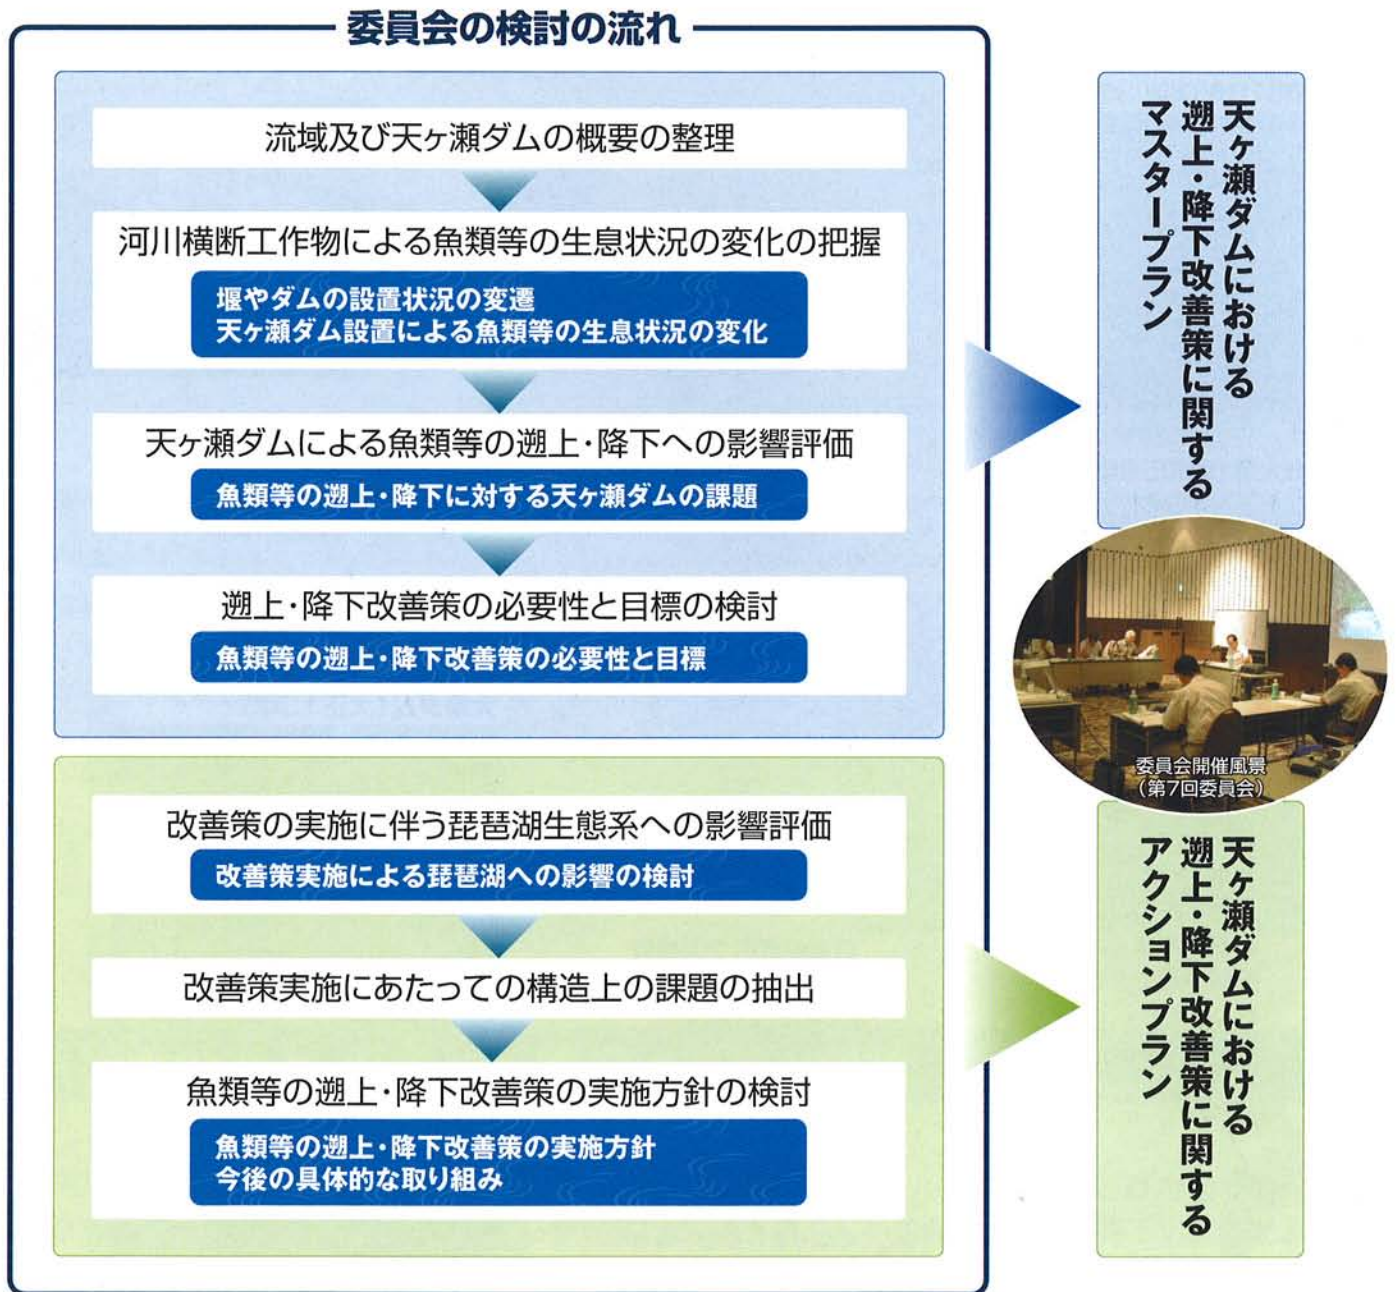 委員会の検討の流れ
流域及び天ヶ瀬ダムの概要の整理
河川横断工作物による魚類等の生息状況の変化の把握
堰やダムの設置状況の変遷
天ヶ瀬ダム設置による魚類等の生息状況の変化
天ヶ瀬ダムによる魚類等の遡上・降下への影響評価
魚類等の遡上・降下に対する天ヶ瀬ダムの課題
遡上・降下改善策の必要性と目標の検討
魚類等の遡上・降下改善策の必要性と目標
改善策の実施に伴う琵琶湖生態系への影響評価
改善策実施による琵琶湖への影響の検討
改善策実施にあたっての構造上の課題の抽出
魚類等の遡上・降下改善策の実施方針の検討
魚類等の遡上・降下改善策の実施方針
今後の具体的な取り組み
天ヶ瀬ダムにおける
遡上・降下改善策に関する
マスタープラン
委員会開催風景
（第7回委員会）
天ヶ瀬ダムにおける
遡上・降下改善策に関する
アクションプラン